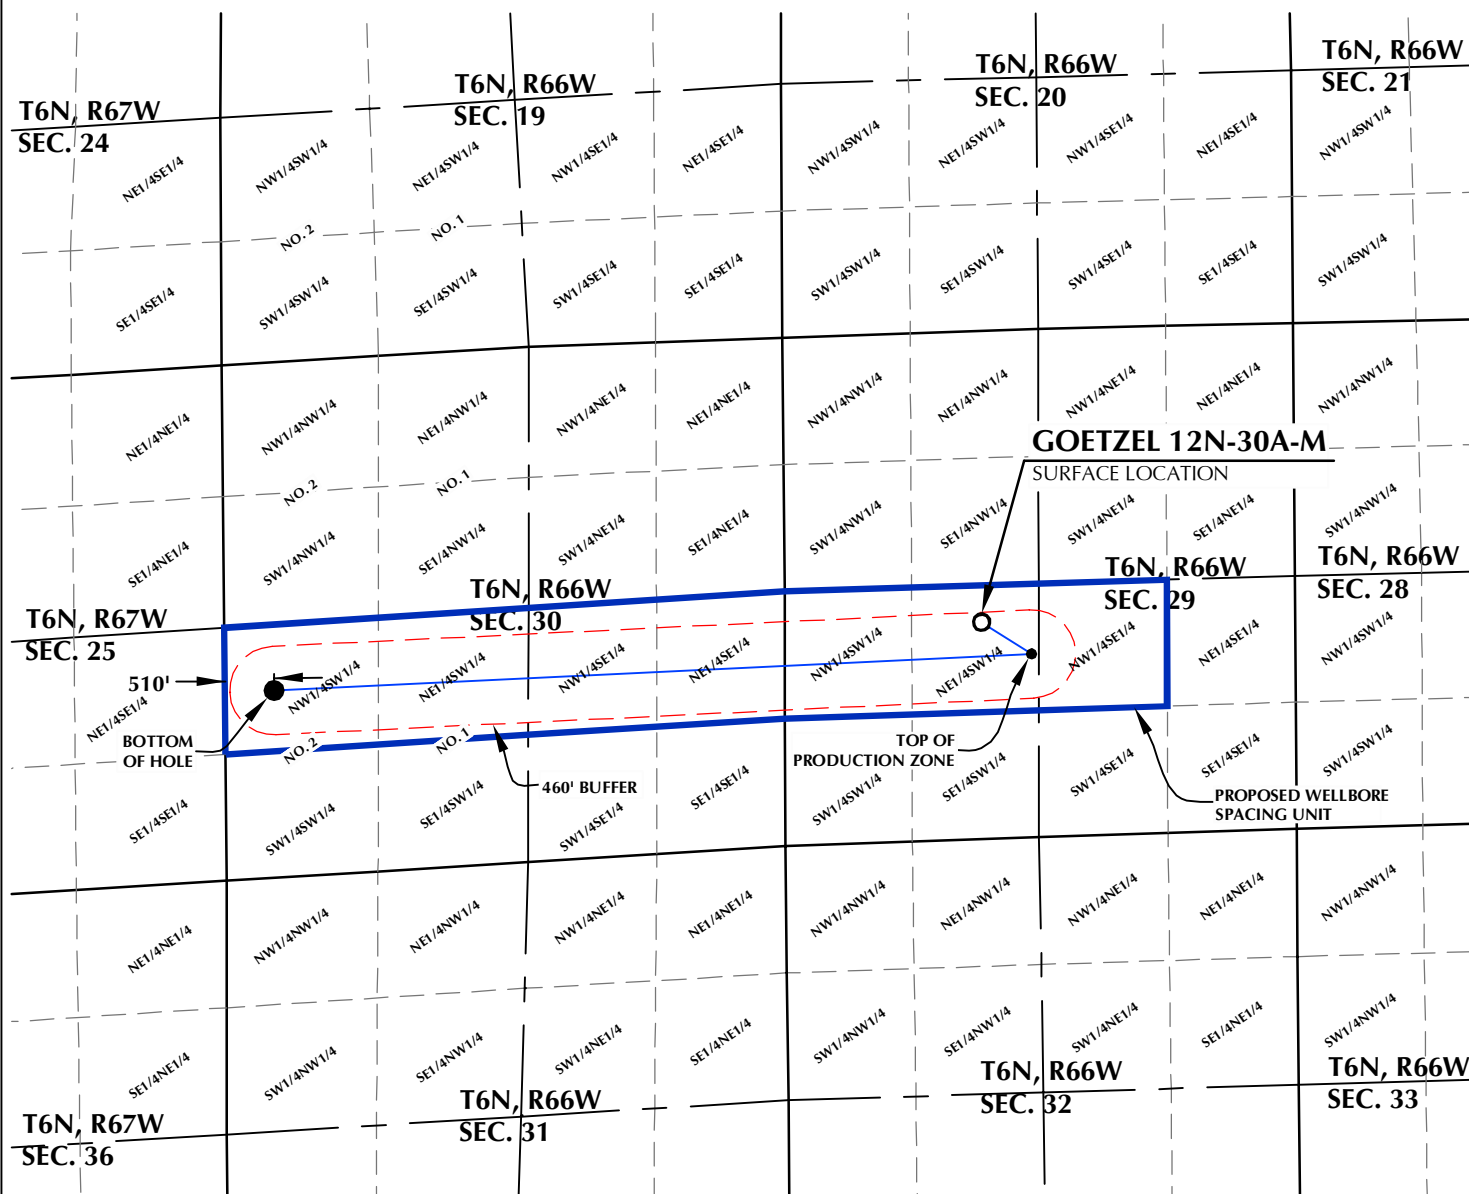 T6N, R66W
SEC. 21
T6N, R66W
SEC. 20
T6N, R66W
SEC. 19
T6N, R67W
SEC. 24
NE1/4SE1/4
NW1/4SW1/4
NE1/4SW1/4
NW1/4SE1/4
NE1/4SE1/4
NW1/4SW1/4
NE1/4SW1/4
NW1/4SE1/4
NE1/4SE1/4
NW1/4SW1/4
NO. 2
NO. 1
SE1/4SE1/4
SW1/4SW1/4
SE1/4SW1/4
SW1/4SE1/4
SE1/4SE1/4
SW1/4SW1/4
SE1/4SW1/4
SW1/4SE1/4
SE1/4SE1/4
SW1/4SW1/4
NE1/4NE1/4
NW1/4NW1/4
NE1/4NW1/4
NW1/4NE1/4
NE1/4NE1/4
NW1/4NW1/4
NE1/4NW1/4
NW1/4NE1/4
NE1/4NE1/4
NW1/4NW1/4
GOETZEL 12N-30A-M
SURFACE LOCATION
NO. 2
NO. 1
SE1/4NE1/4
SW1/4NW1/4
SE1/4NW1/4
SW1/4NE1/4
SE1/4NE1/4
SW1/4NW1/4
SE1/4NW1/4
SW1/4NE1/4
SE1/4NE1/4
SW1/4NW1/4
T6N, R66W
SEC. 28
T6N, R66W
SEC. 29
T6N, R66W
SEC. 30
T6N, R67W
SEC. 25
510'
NE1/4SE1/4
NW1/4SW1/4
NE1/4SW1/4
NW1/4SE1/4
NE1/4SE1/4
NW1/4SW1/4
NE1/4SW1/4
NW1/4SE1/4
NE1/4SE1/4
NW1/4SW1/4
BOTTOM
OF HOLE
NO. 2
NO. 1
TOP OF
PRODUCTION ZONE
460' BUFFER
PROPOSED WELLBORE
SPACING UNIT
SE1/4SE1/4
SW1/4SW1/4
SE1/4SW1/4
SW1/4SE1/4
SE1/4SE1/4
SW1/4SW1/4
SE1/4SW1/4
SW1/4SE1/4
SE1/4SE1/4
SW1/4SW1/4
NE1/4NE1/4
NW1/4NW1/4
NE1/4NW1/4
NW1/4NE1/4
NE1/4NE1/4
NW1/4NW1/4
NE1/4NW1/4
NW1/4NE1/4
NE1/4NE1/4
NW1/4NW1/4
SE1/4NE1/4
SW1/4NW1/4
SE1/4NW1/4
SW1/4NE1/4
SE1/4NE1/4
SW1/4NW1/4
SE1/4NW1/4
SW1/4NE1/4
SE1/4NE1/4
SW1/4NW1/4
T6N, R66W
SEC. 33
T6N, R66W
SEC. 32
T6N, R66W
SEC. 31
T6N, R67W
SEC. 36